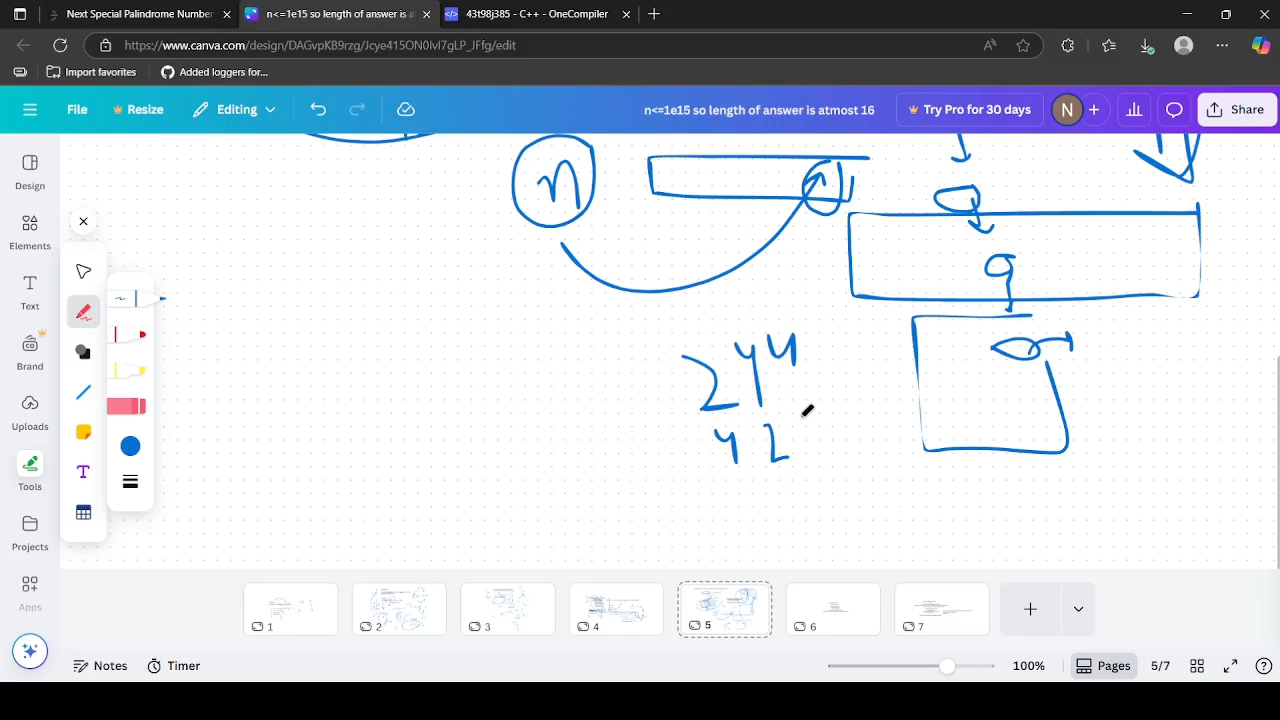 Next Special Palindrome Number
n<=1e15 so length of answer is a
43t98j385 - C++ - OneCompiler
https://www.canva.com/design/DAGvpKB9rzg/Jcye415ON0lvl7gLP_JFfg/edit
Import favorites
Added loggers for...
File
Resize
Editing
n<=1e15 so length of answer is atmost 16
Try Pro for 30 days
N
Share
Design
Elements
Text
Brand
Uploads
Tools
Projects
Apps
T
n
9
244
42
1
2
3
4
5
6
7
Notes
Timer
100%
Pages
5/7